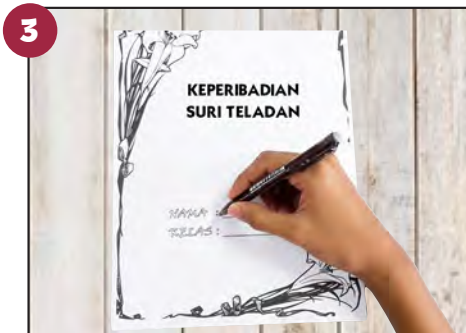 3
KEPERIBADIAN
SURI TELADAN
NAMA :
KELAS :